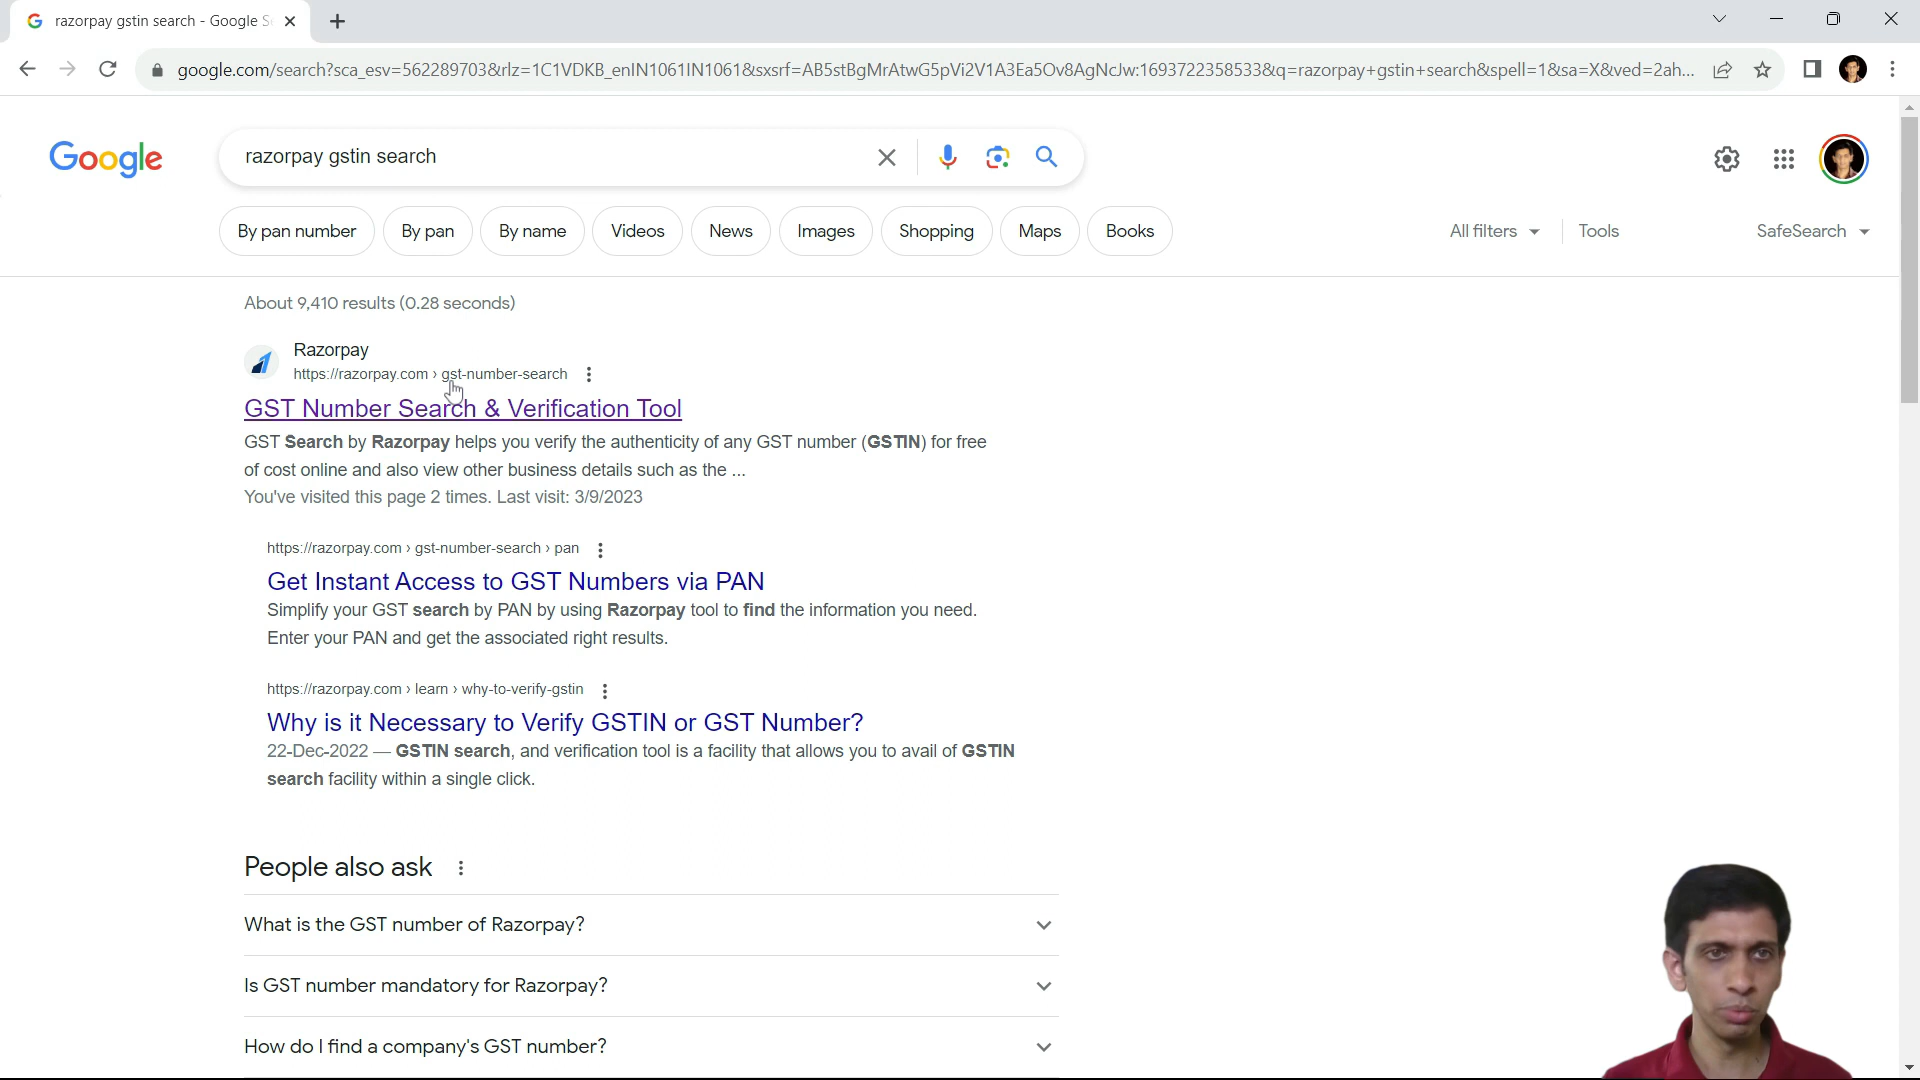 razorpay gstin search - Google S
google.com/search?sca_esv=562289703&rlz=1C1VDKB_enIN1061IN1061&sxsrf=AB5stBgMrAtwG5pVi2V1A3Ea5Ov8AgNcJw:1693722358533&q=razorpay+gstin+search&spell=1&sa=X&ved=2ah...
Google
razorpay gstin search
By pan number
By pan
By name
Videos
News
Images
Shopping
Maps
Books
All filters
Tools
SafeSearch
About 9,410 results (0.28 seconds)
Razorpay
https://razorpay.com › gst-number-search
GST Number Search & Verification Tool
GST Search by Razorpay helps you verify the authenticity of any GST number (GSTIN) for free
of cost online and also view other business details such as the ...
You've visited this page 2 times. Last visit: 3/9/2023
https://razorpay.com › gst-number-search › pan
Get Instant Access to GST Numbers via PAN
Simplify your GST search by PAN by using Razorpay tool to find the information you need.
Enter your PAN and get the associated right results.
https://razorpay.com › learn › why-to-verify-gstin
Why is it Necessary to Verify GSTIN or GST Number?
22-Dec-2022 — GSTIN search, and verification tool is a facility that allows you to avail of GSTIN
search facility within a single click.
People also ask
What is the GST number of Razorpay?
Is GST number mandatory for Razorpay?
How do I find a company's GST number?